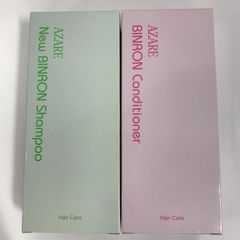 AZARE
New BINRON Shampoo
Hair Care
AZARE
BINRON Conditioner
Hair Care